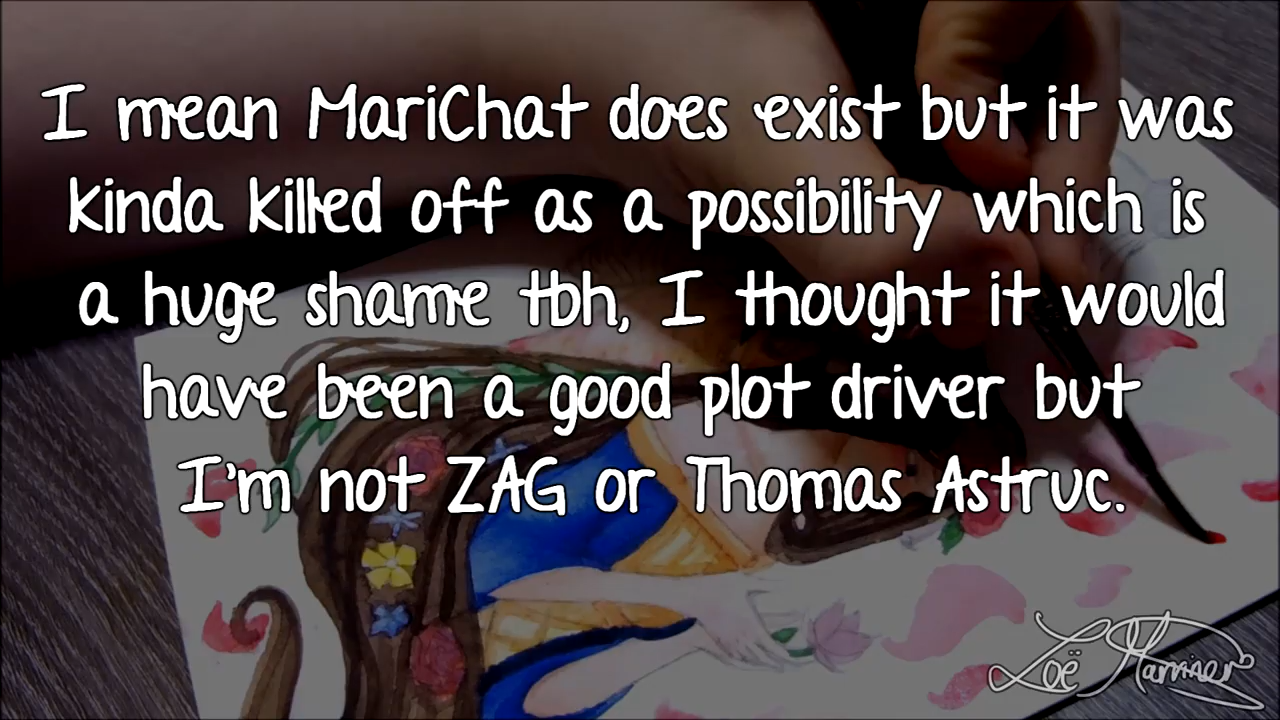 I mean MariChat does exist but it was
kinda killed off as a possibility which is
a huge shame tbh, I thought it would
have been a good plot driver but
I'm not ZAG or Thomas Astruc.
Zoë Marriner